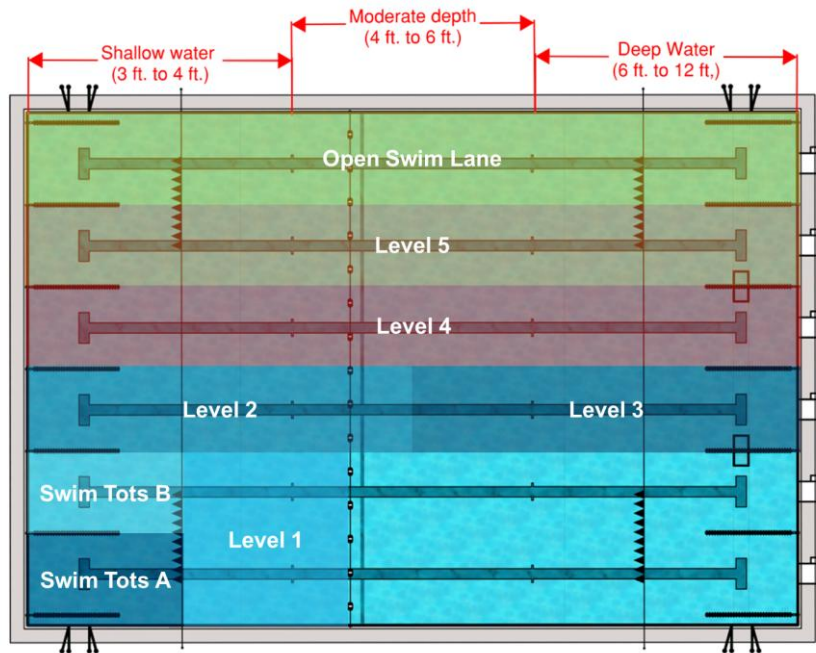 Moderate depth
(4 ft. to 6 ft.)
Shallow water
(3 ft. to 4 ft.)
Deep Water
(6 ft. to 12 ft,)
Open Swim Lane
Level 5
Level 4
Level 2
Level 3
Swim Tots B
Level 1
Swim Tots A